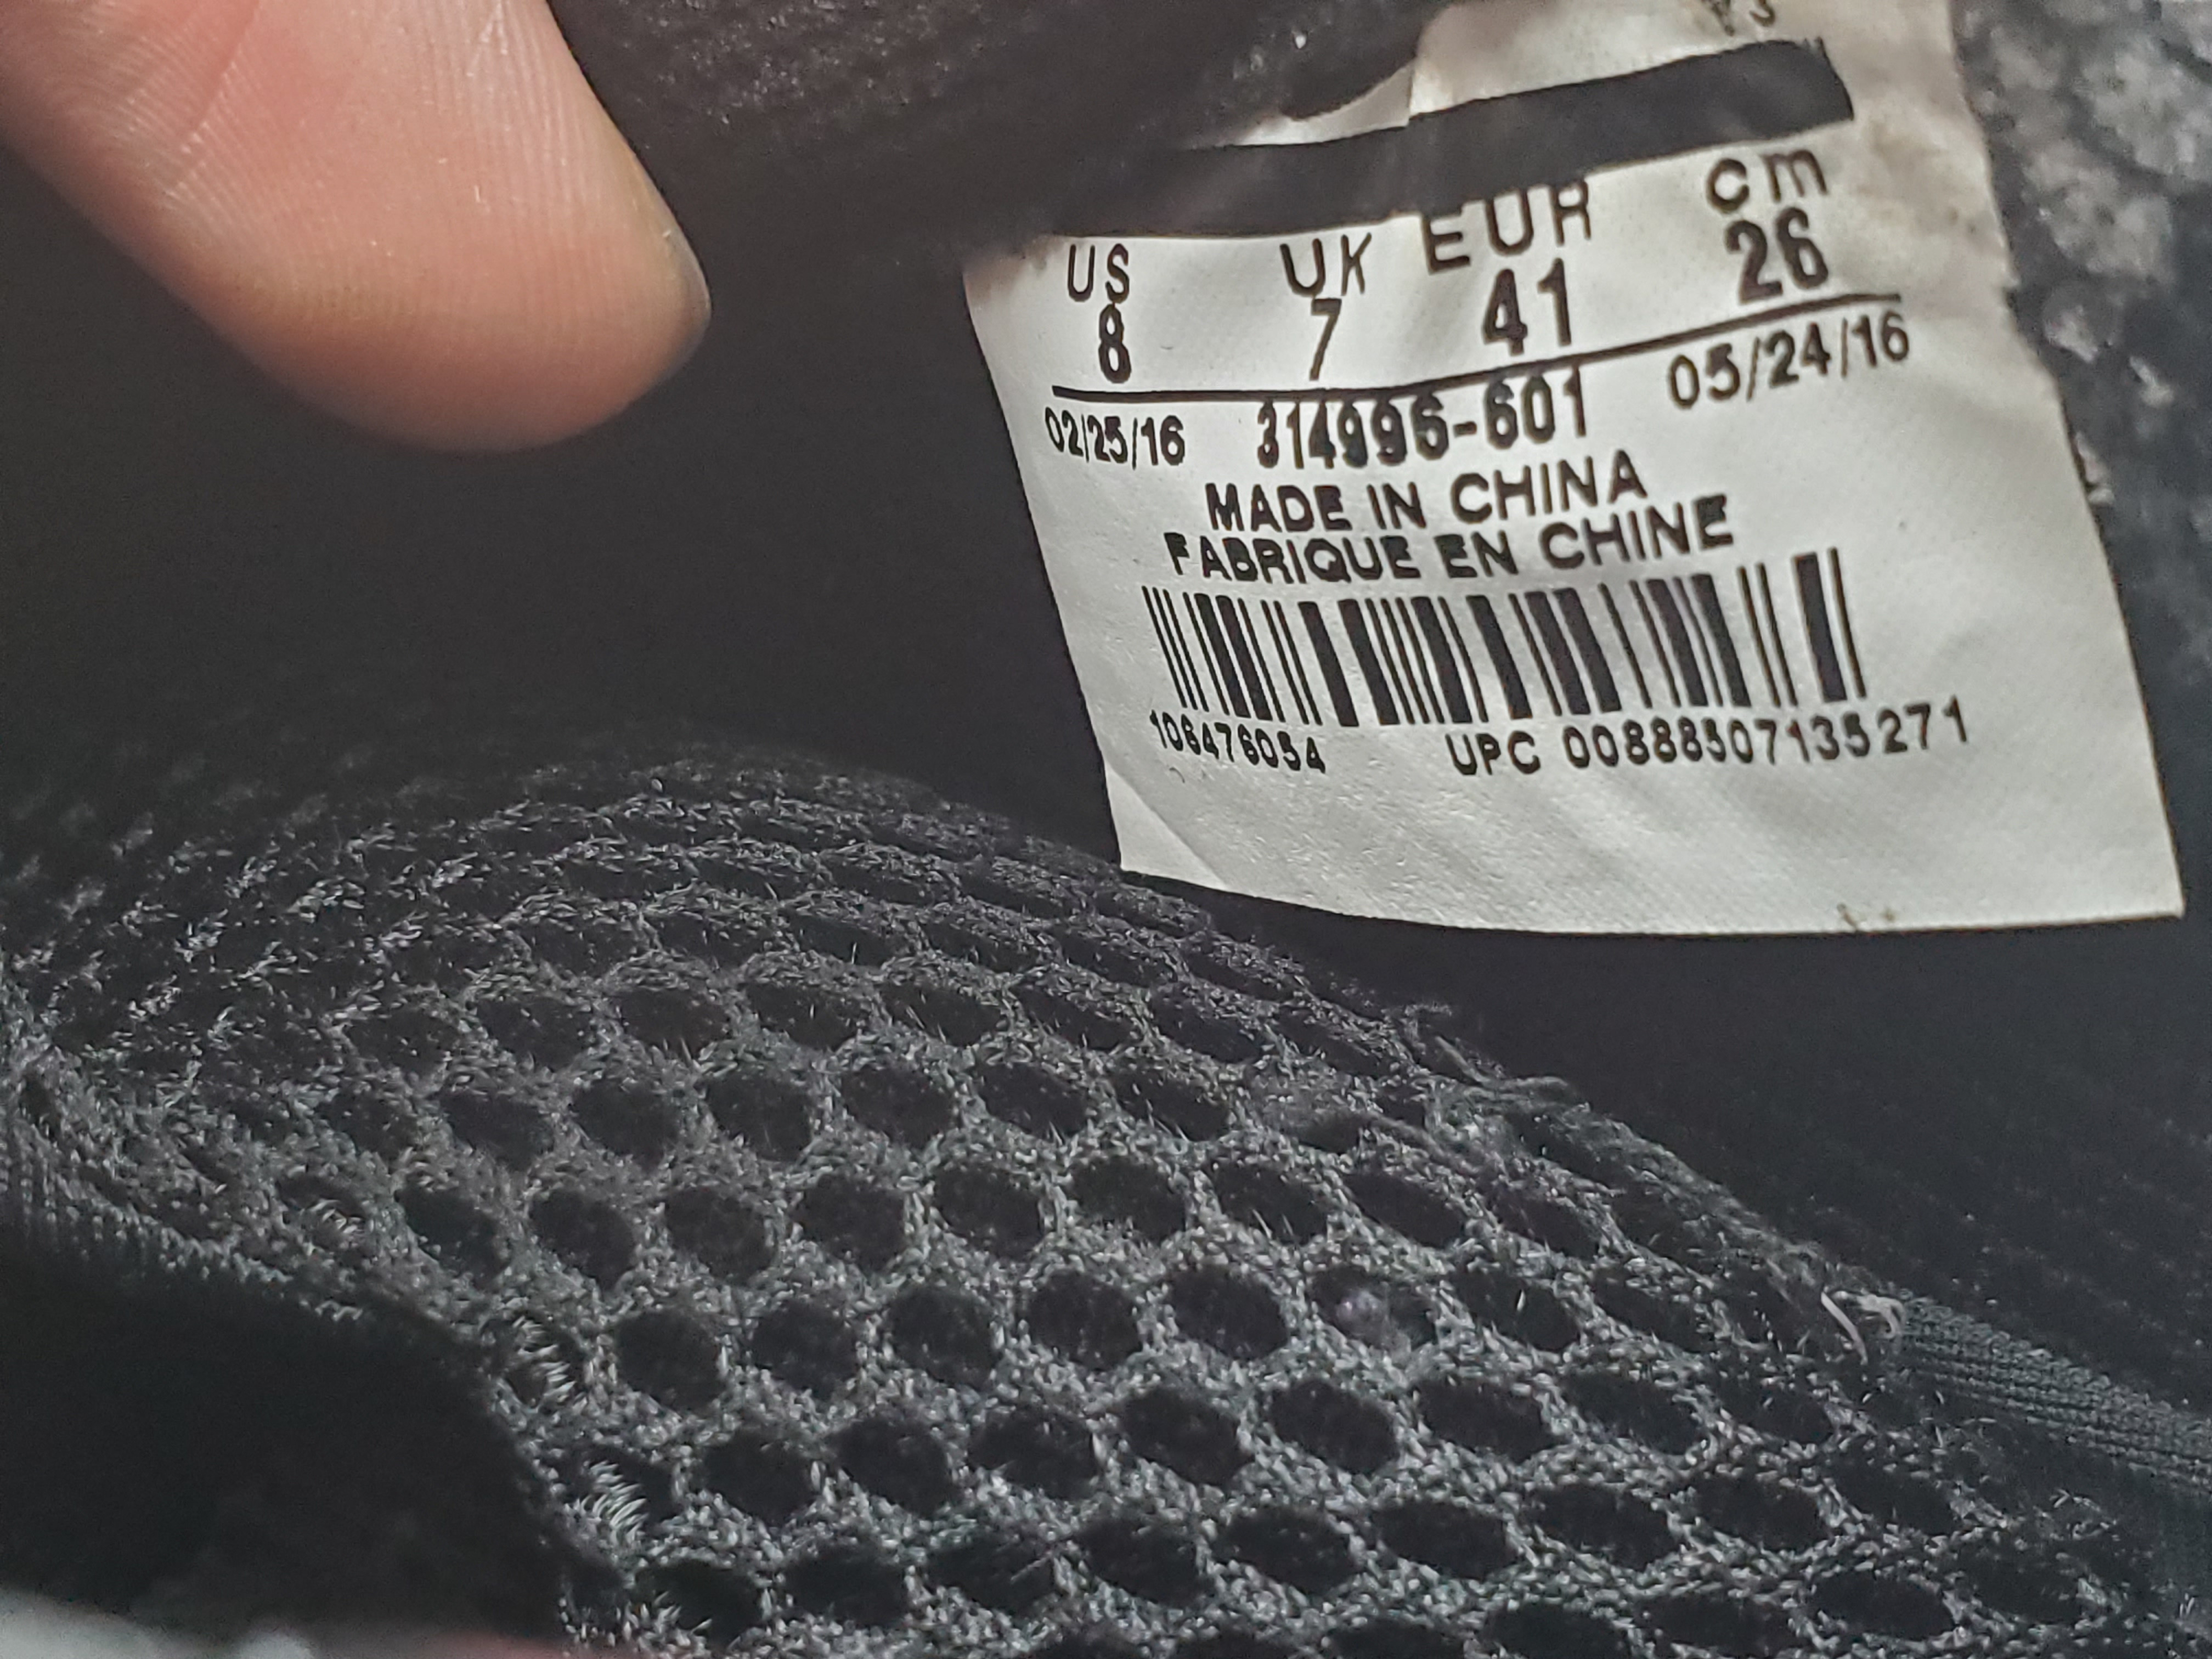 US UK EUR cm
8 7 41 26
02/25/16 314996-601 05/24/16
MADE IN CHINA
FABRIQUE EN CHINE
106476054 UPC 00888507135271